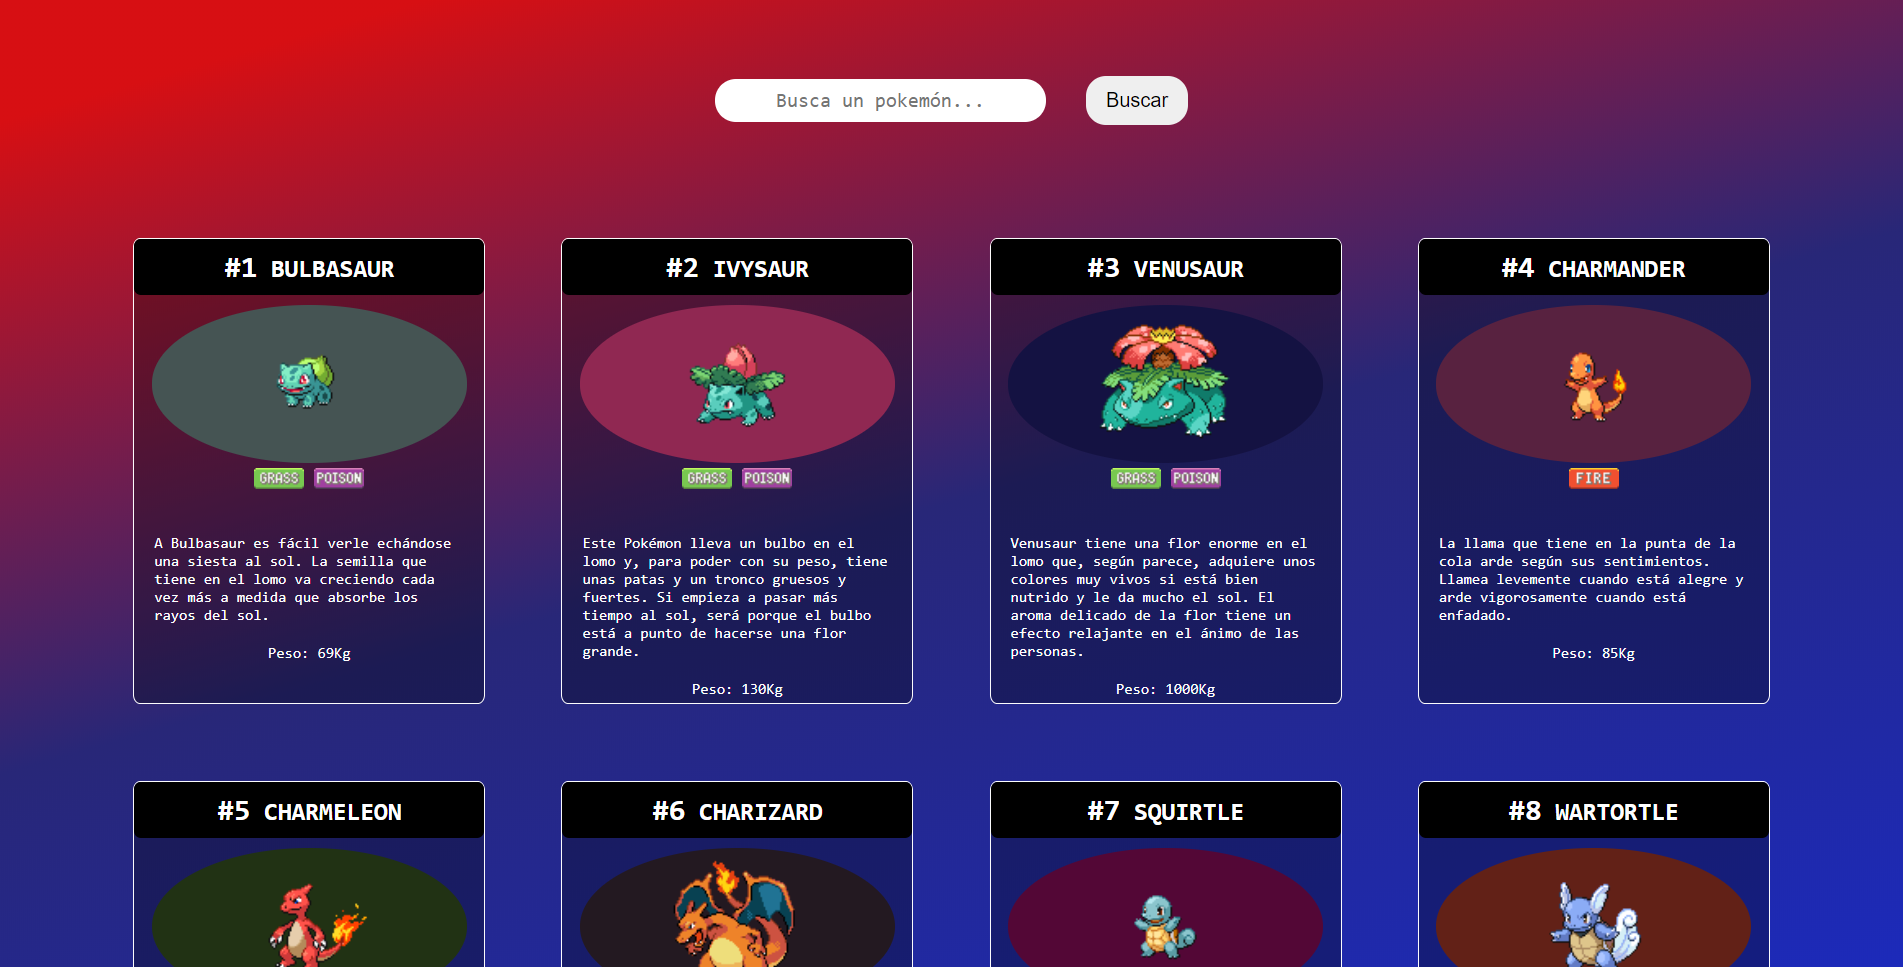 Busca un pokemón...
Buscar
#1 BULBASAUR
GRASS POISON
A Bulbasaur es fácil verle echándose
una siesta al sol. La semilla que
tiene en el lomo va creciendo cada
vez más a medida que absorbe los
rayos del sol.
Peso: 69Kg
#2 IVYSAUR
GRASS POISON
Este Pokémon lleva un bulbo en el
lomo y, para poder con su peso, tiene
unas patas y un tronco gruesos y
fuertes. Si empieza a pasar más
tiempo al sol, será porque el bulbo
está a punto de hacerse una flor
grande.
Peso: 130Kg
#3 VENUSAUR
GRASS POISON
Venusaur tiene una flor enorme en el
lomo que, según parece, adquiere unos
colores muy vivos si está bien
nutrido y le da mucho el sol. El
aroma delicado de la flor tiene un
efecto relajante en el ánimo de las
personas.
Peso: 1000Kg
#4 CHARMANDER
FIRE
La llama que tiene en la punta de la
cola arde según sus sentimientos.
Llamea levemente cuando está alegre y
arde vigorosamente cuando está
enfadado.
Peso: 85Kg
#5 CHARMELEON
#6 CHARIZARD
#7 SQUIRTLE
#8 WARTORTLE